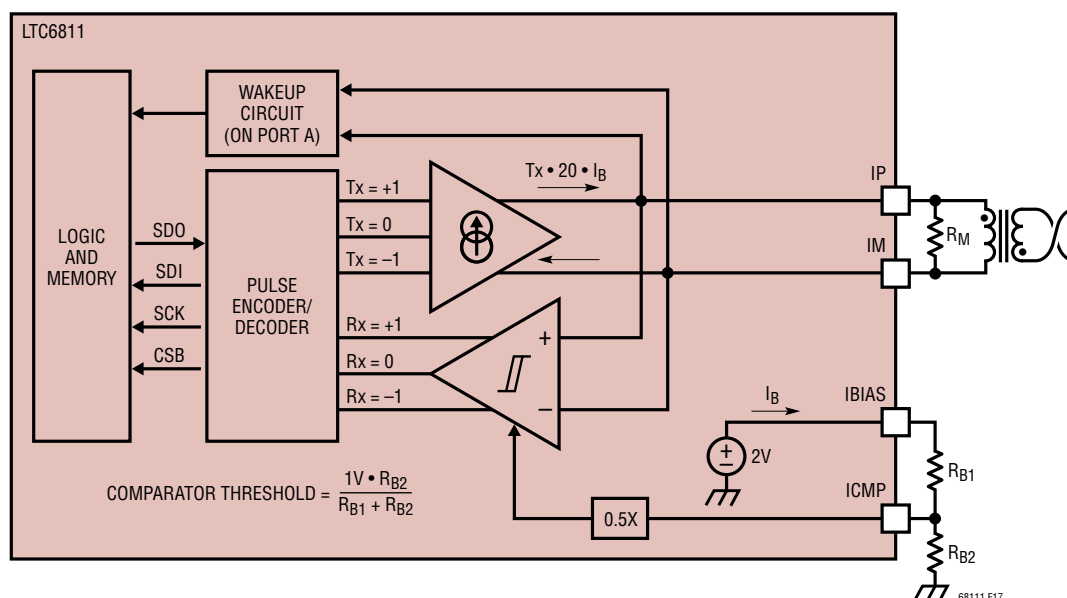 LTC6811
WAKEUP
CIRCUIT
(ON PORT A)
LOGIC
AND
MEMORY
SDO
SDI
SCK
CSB
PULSE
ENCODER/
DECODER
Tx = +1
Tx = 0
Tx = –1
Rx = +1
Rx = 0
Rx = –1
Tx • 20 • IB
+
–
IP
IM
RM
IB
IBIAS
+
–
2V
RB1
ICMP
0.5X
RB2
COMPARATOR THRESHOLD = 1V • RB2
RB1 + RB2
68111 F17